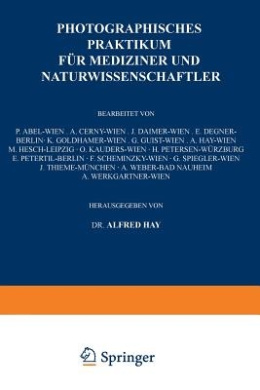 PHOTOGRAPHISCHES
PRAKTIKUM
FÜR MEDIZINER UND
NATURWISSENSCHAFTLER
BEARBEITET VON
P. ABEL-WIEN . A. CERNY-WIEN . J. DAIMER-WIEN . E. DEGNER-
BERLIN · K. GOLDHAMER-WIEN . G. GUIST-WIEN . A. HAY-WIEN
M. HESCH-LEIPZIG · O. KAUDERS-WIEN · H. PETERSEN-WÜRZBURG
E. PETERTIL-BERLIN · F. SCHEMINZKY-WIEN · G. SPIEGLER-WIEN
J. THIEME-MÜNCHEN · A. WEBER-BAD NAUHEIM
A. WERKGARTNER-WIEN
HERAUSGEGEBEN VON
DR. ALFRED HAY
Springer